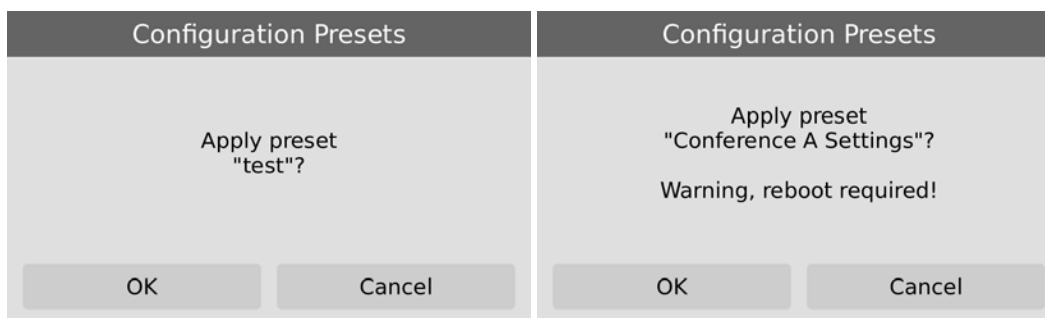 Configuration Presets
Apply preset
"test"?
OK
Cancel
Configuration Presets
Apply preset
"Conference A Settings"?
Warning, reboot required!
OK
Cancel